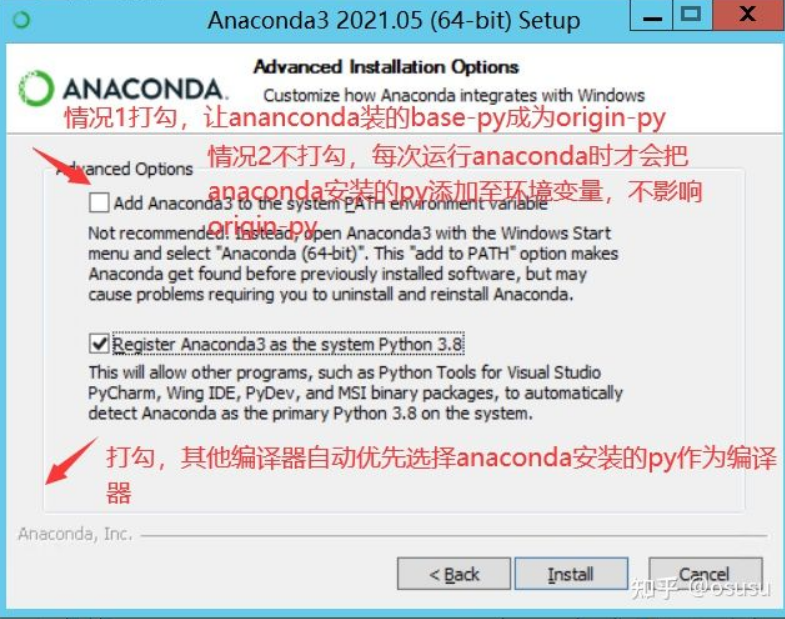 Anaconda3 2021.05 (64-bit) Setup
ANACONDA.
Advanced Installation Options
Customize how Anaconda integrates with Windows
情况1打勾，让ananconda装的base-py成为origin-py
情况2不打勾，每次运行anaconda时才会把
anaconda安装的py添加至环境变量，不影响
origin-py
Advanced Options
Add Anaconda3 to the system PATH environment variable
Not recommended. Instead, open Anaconda3 with the Windows Start
menu and select "Anaconda (64-bit)". This "add to PATH" option makes
Anaconda get found before previously installed software, but may
cause problems requiring you to uninstall and reinstall Anaconda.
Register Anaconda3 as the system Python 3.8
This will allow other programs, such as Python Tools for Visual Studio
PyCharm, Wing IDE, PyDev, and MSI binary packages, to automatically
detect Anaconda as the primary Python 3.8 on the system.
打勾，其他编译器自动优先选择anaconda安装的py作为编译
器
Anaconda, Inc.
< Back
Install
Cancel
知乎 @osusu